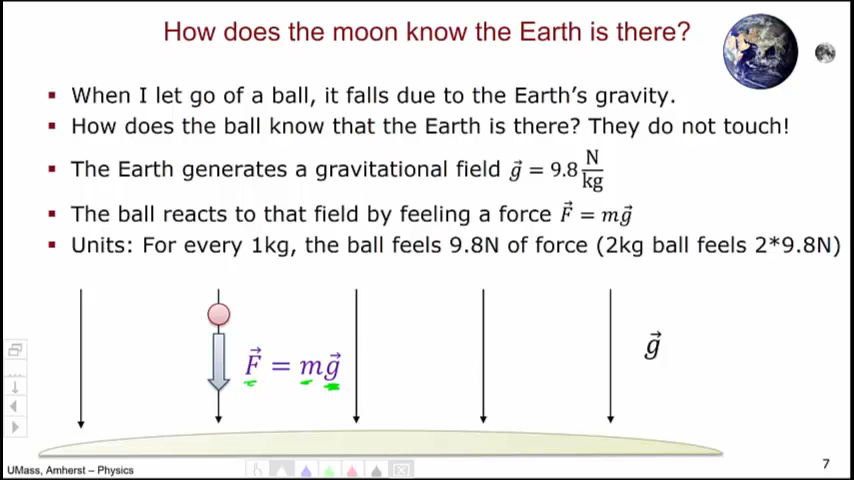 How does the moon know the Earth is there?
▪ When I let go of a ball, it falls due to the Earth's gravity.
▪ How does the ball know that the Earth is there? They do not touch!
▪ The Earth generates a gravitational field g⃗ = 9.8 N/kg
▪ The ball reacts to that field by feeling a force F⃗ = mg⃗
▪ Units: For every 1kg, the ball feels 9.8N of force (2kg ball feels 2*9.8N)
g⃗
F⃗ = mg⃗
UMass, Amherst – Physics
7